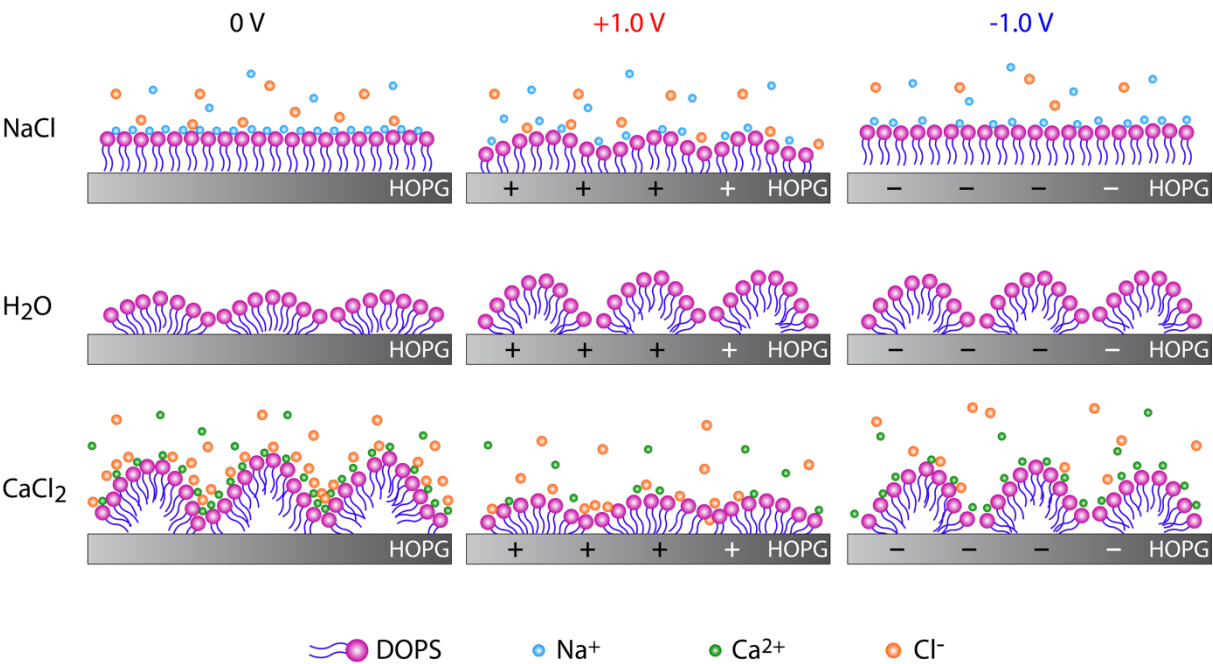 0 V +1.0 V -1.0 V
NaCl
HOPG + + + + HOPG − − − − HOPG
H2O
HOPG + + + + HOPG − − − − HOPG
CaCl2
HOPG + + + + HOPG − − − − HOPG
DOPS Na+ Ca2+ Cl-